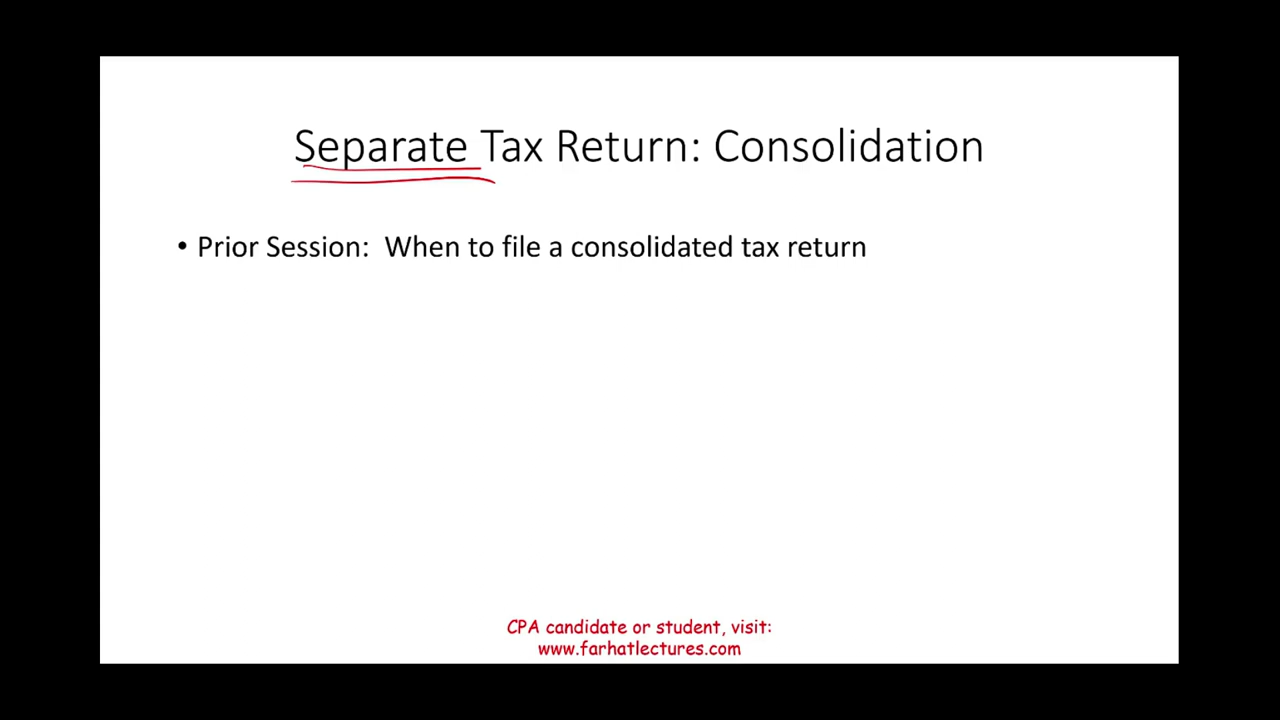 Separate Tax Return: Consolidation
• Prior Session: When to file a consolidated tax return
CPA candidate or student, visit:
www.farhatlectures.com